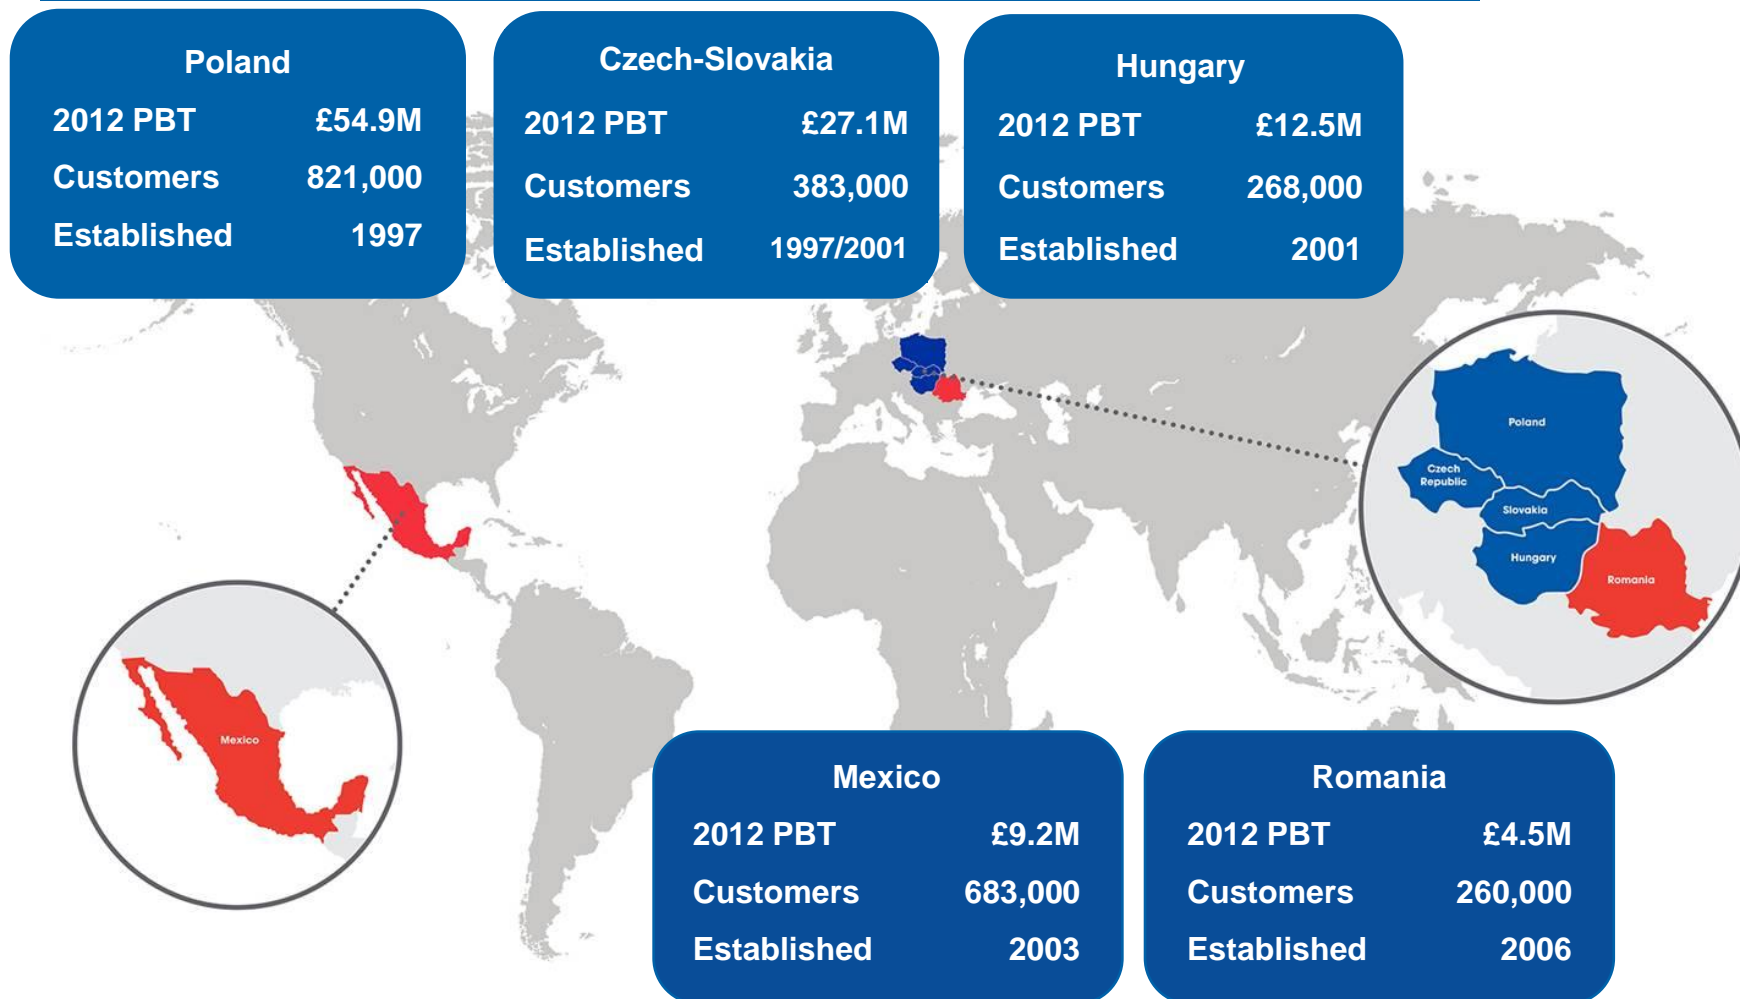 Poland
2012 PBT £54.9M
Customers 821,000
Established 1997
Czech-Slovakia
2012 PBT £27.1M
Customers 383,000
Established 1997/2001
Hungary
2012 PBT £12.5M
Customers 268,000
Established 2001
Poland
Czech
Republic
Slovakia
Hungary
Romania
Mexico
Mexico
2012 PBT £9.2M
Customers 683,000
Established 2003
Romania
2012 PBT £4.5M
Customers 260,000
Established 2006